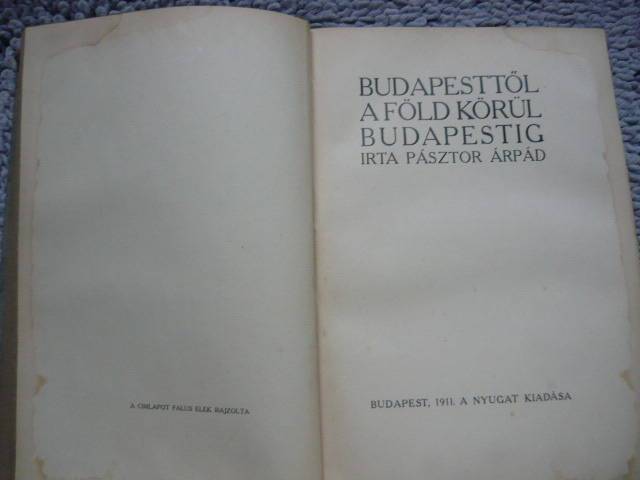 A CIMLAPOT FALUS ELEK RAJZOLTA
BUDAPESTTŐL
A FÖLD KÖRÜL
BUDAPESTIG
IRTA PÁSZTOR ÁRPÁD
BUDAPEST, 1911. A NYUGAT KIADÁSA